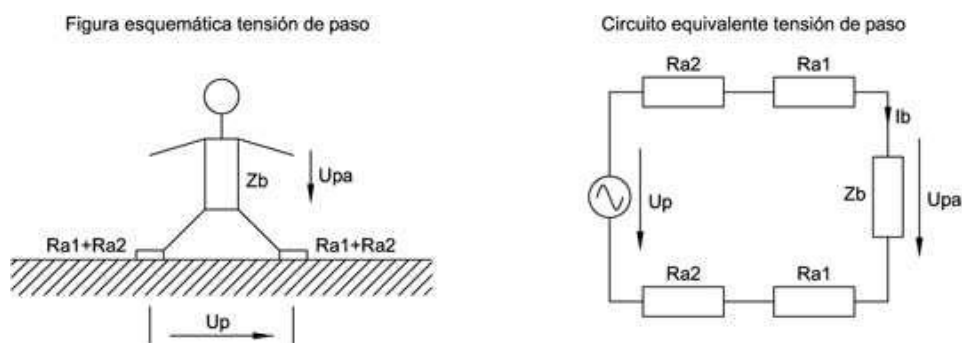 Figura esquemática tensión de paso
Zb
Upa
Ra1+Ra2
Ra1+Ra2
Up
Circuito equivalente tensión de paso
Ra2
Ra1
Ib
Up
Zb
Upa
Ra2
Ra1